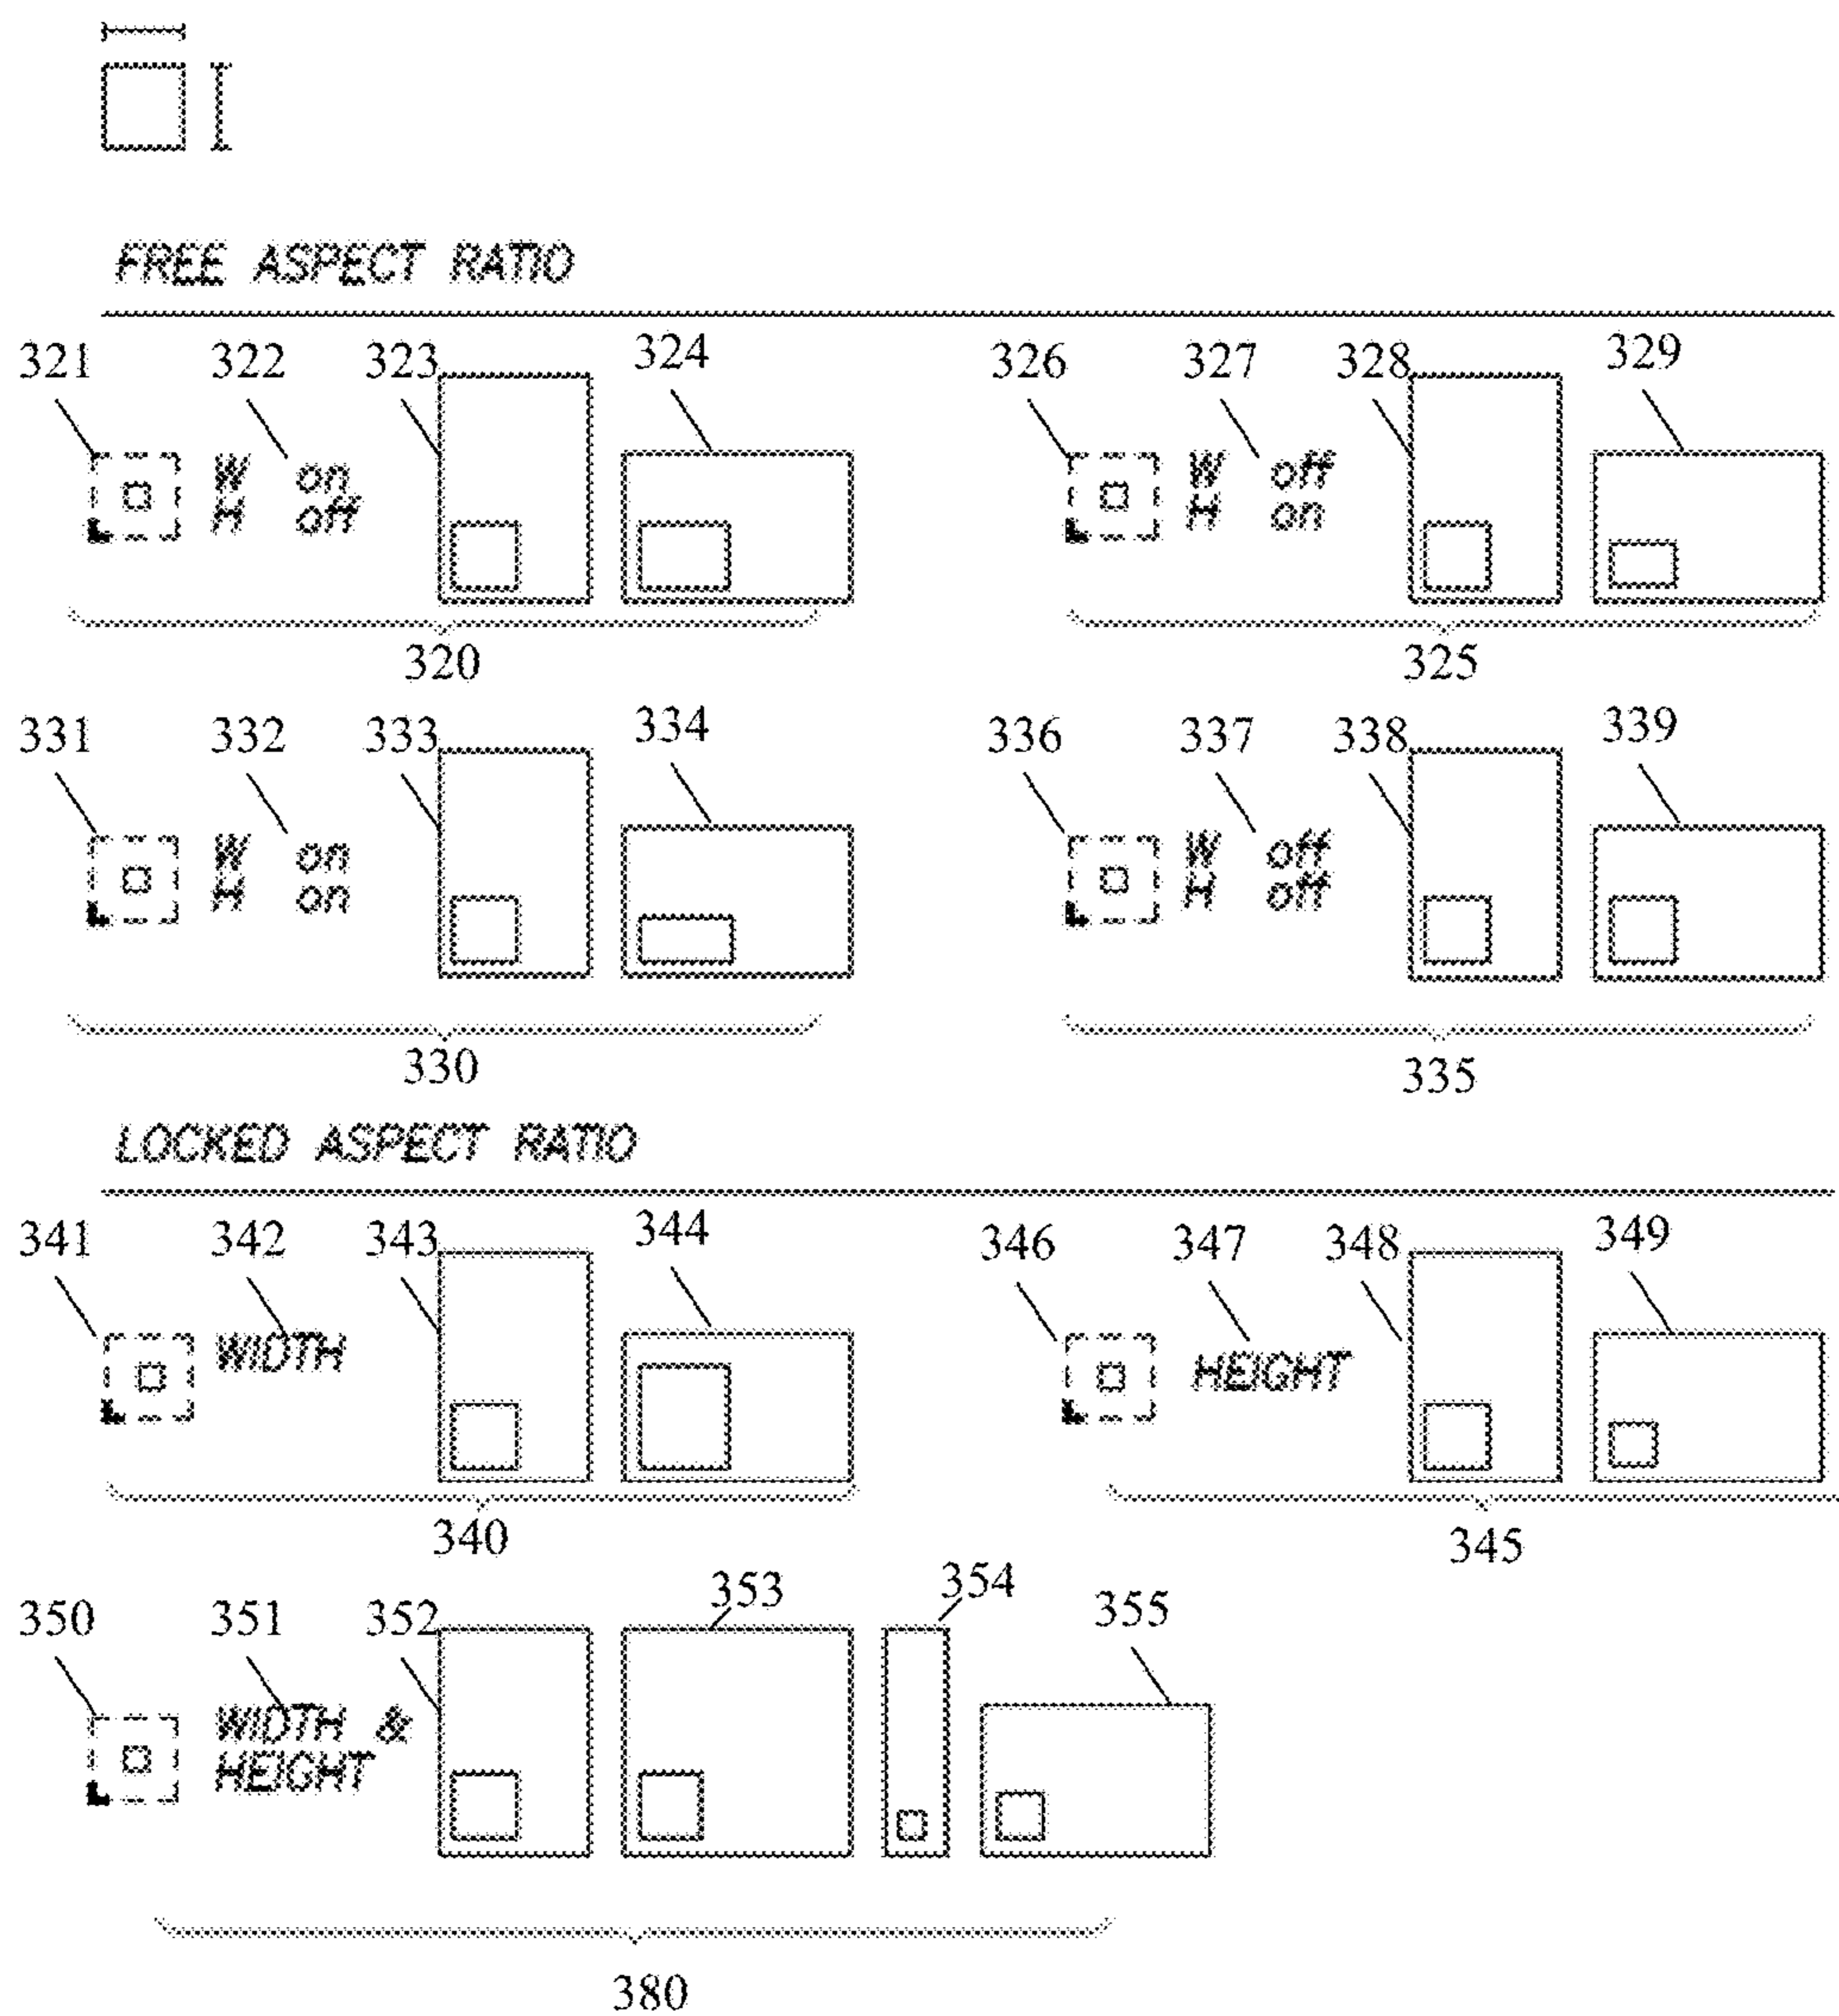 FREE ASPECT RATIO
321 322 323 324 326 327 328 329
W on W off
H off H on
320 325
331 332 333 334 336 337 338 339
W on W off
H on H off
330 335
LOCKED ASPECT RATIO
341 342 343 344 346 347 348 349
WIDTH HEIGHT
340 345
350 351 352 353 354 355
WIDTH &
HEIGHT
380